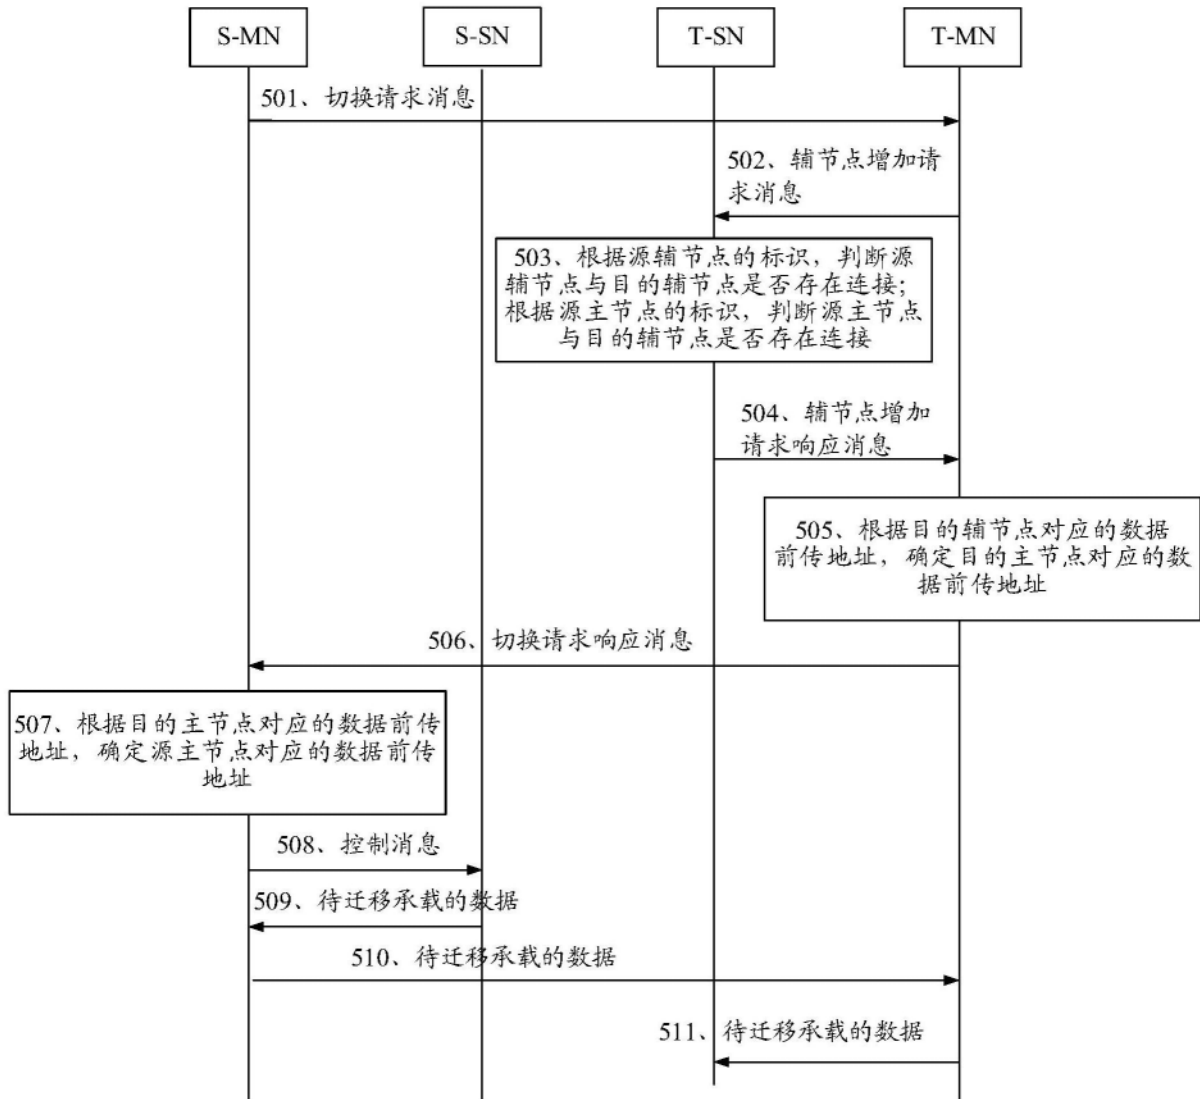 S-MN
S-SN
T-SN
T-MN
501、切换请求消息
502、辅节点增加请
求消息
503、根据源辅节点的标识，判断源
辅节点与目的辅节点是否存在连接；
根据源主节点的标识，判断源主节点
与目的辅节点是否存在连接
504、辅节点增加
请求响应消息
505、根据目的辅节点对应的数据
前传地址，确定目的主节点对应的数
据前传地址
506、切换请求响应消息
507、根据目的主节点对应的数据前传
地址，确定源主节点对应的数据前传
地址
508、控制消息
509、待迁移承载的数据
510、待迁移承载的数据
511、待迁移承载的数据